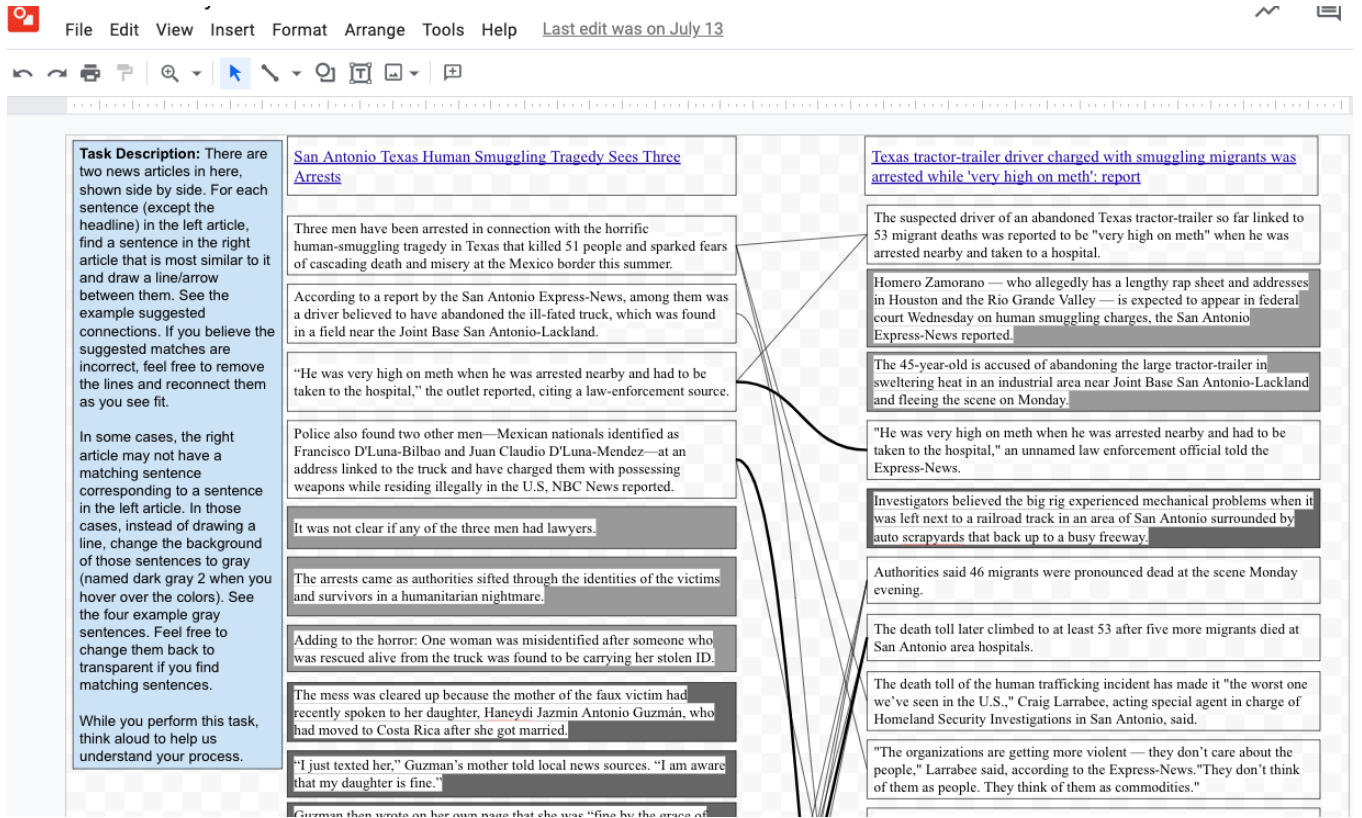 File Edit View Insert Format Arrange Tools Help Last edit was on July 13
Task Description: There are
two news articles in here,
shown side by side. For each
sentence (except the
headline) in the left article,
find a sentence in the right
article that is most similar to it
and draw a line/arrow
between them. See the
example suggested
connections. If you believe the
suggested matches are
incorrect, feel free to remove
the lines and reconnect them
as you see fit.
In some cases, the right
article may not have a
matching sentence
corresponding to a sentence
in the left article. In those
cases, instead of drawing a
line, change the background
of those sentences to gray
(named dark gray 2 when you
hover over the colors). See
the four example gray
sentences. Feel free to
change them back to
transparent if you find
matching sentences.
While you perform this task,
think aloud to help us
understand your process.
San Antonio Texas Human Smuggling Tragedy Sees Three
Arrests
Three men have been arrested in connection with the horrific
human-smuggling tragedy in Texas that killed 51 people and sparked fears
of cascading death and misery at the Mexico border this summer.
According to a report by the San Antonio Express-News, among them was
a driver believed to have abandoned the ill-fated truck, which was found
in a field near the Joint Base San Antonio-Lackland.
“He was very high on meth when he was arrested nearby and had to be
taken to the hospital,” the outlet reported, citing a law-enforcement source.
Police also found two other men—Mexican nationals identified as
Francisco D'Luna-Bilbao and Juan Claudio D'Luna-Mendez—at an
address linked to the truck and have charged them with possessing
weapons while residing illegally in the U.S, NBC News reported.
It was not clear if any of the three men had lawyers.
The arrests came as authorities sifted through the identities of the victims
and survivors in a humanitarian nightmare.
Adding to the horror: One woman was misidentified after someone who
was rescued alive from the truck was found to be carrying her stolen ID.
The mess was cleared up because the mother of the faux victim had
recently spoken to her daughter, Haneydi Jazmin Antonio Guzmán, who
had moved to Costa Rica after she got married.
“I just texted her,” Guzman’s mother told local news sources. “I am aware
that my daughter is fine.”
Guzman then wrote on her own page that she was “fine by the grace of
Texas tractor-trailer driver charged with smuggling migrants was
arrested while 'very high on meth': report
The suspected driver of an abandoned Texas tractor-trailer so far linked to
53 migrant deaths was reported to be "very high on meth" when he was
arrested nearby and taken to a hospital.
Homero Zamorano — who allegedly has a lengthy rap sheet and addresses
in Houston and the Rio Grande Valley — is expected to appear in federal
court Wednesday on human smuggling charges, the San Antonio
Express-News reported.
The 45-year-old is accused of abandoning the large tractor-trailer in
sweltering heat in an industrial area near Joint Base San Antonio-Lackland
and fleeing the scene on Monday.
"He was very high on meth when he was arrested nearby and had to be
taken to the hospital," an unnamed law enforcement official told the
Express-News.
Investigators believed the big rig experienced mechanical problems when it
was left next to a railroad track in an area of San Antonio surrounded by
auto scrapyards that back up to a busy freeway.
Authorities said 46 migrants were pronounced dead at the scene Monday
evening.
The death toll later climbed to at least 53 after five more migrants died at
San Antonio area hospitals.
The death toll of the human trafficking incident has made it "the worst one
we’ve seen in the U.S.," Craig Larrabee, acting special agent in charge of
Homeland Security Investigations in San Antonio, said.
"The organizations are getting more violent — they don’t care about the
people," Larrabee said, according to the Express-News."They don’t think
of them as people. They think of them as commodities."